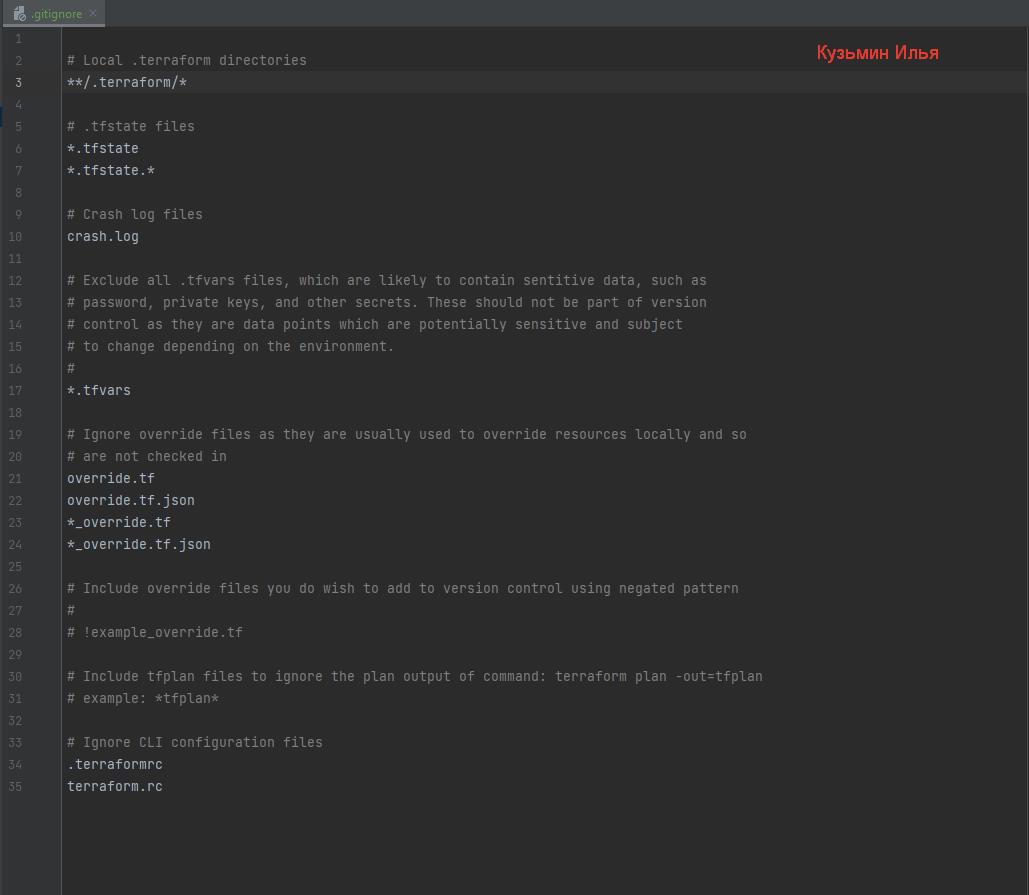 .gitignore
Кузьмин Илья
1
2 # Local .terraform directories
3 **/.terraform/*
4
5 # .tfstate files
6 *.tfstate
7 *.tfstate.*
8
9 # Crash log files
10 crash.log
11
12 # Exclude all .tfvars files, which are likely to contain sentitive data, such as
13 # password, private keys, and other secrets. These should not be part of version
14 # control as they are data points which are potentially sensitive and subject
15 # to change depending on the environment.
16 #
17 *.tfvars
18
19 # Ignore override files as they are usually used to override resources locally and so
20 # are not checked in
21 override.tf
22 override.tf.json
23 *_override.tf
24 *_override.tf.json
25
26 # Include override files you do wish to add to version control using negated pattern
27 #
28 # !example_override.tf
29
30 # Include tfplan files to ignore the plan output of command: terraform plan -out=tfplan
31 # example: *tfplan*
32
33 # Ignore CLI configuration files
34 .terraformrc
35 terraform.rc